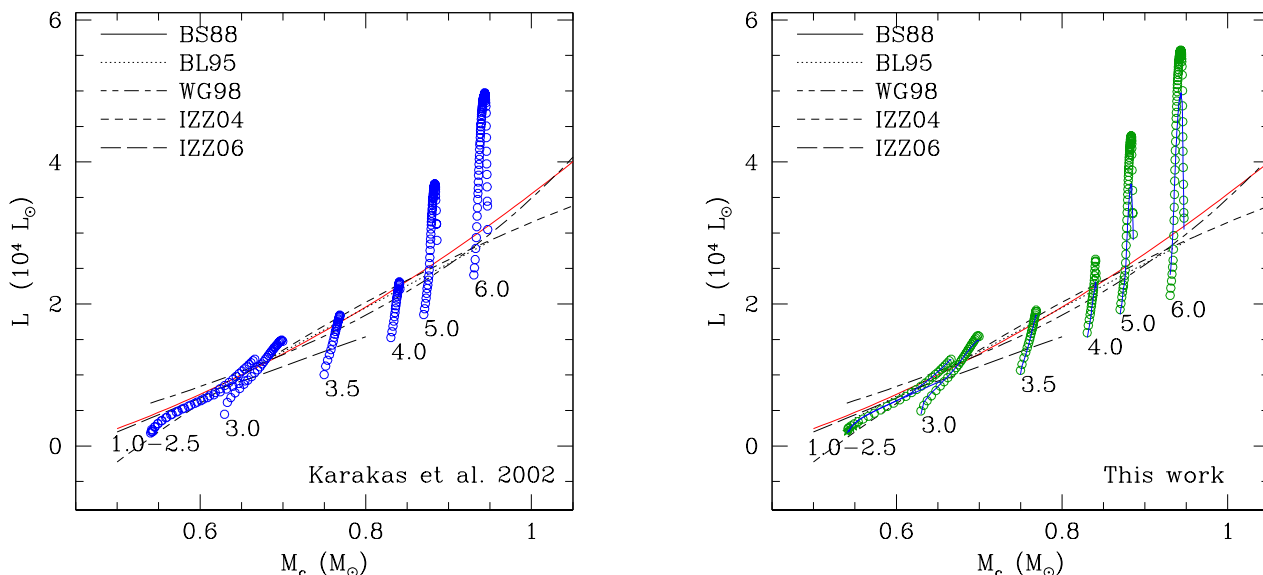 6
4
2
0
L (10⁴ L☉)
BS88
BL95
WG98
IZZ04
IZZ06
6.0
5.0
4.0
3.5
3.0
1.0−2.5
Karakas et al. 2002
0.6 0.8 1
M꜀ (M☉)
6
4
2
0
L (10⁴ L☉)
BS88
BL95
WG98
IZZ04
IZZ06
6.0
5.0
4.0
3.5
3.0
1.0−2.5
This work
0.6 0.8 1
M꜀ (M☉)